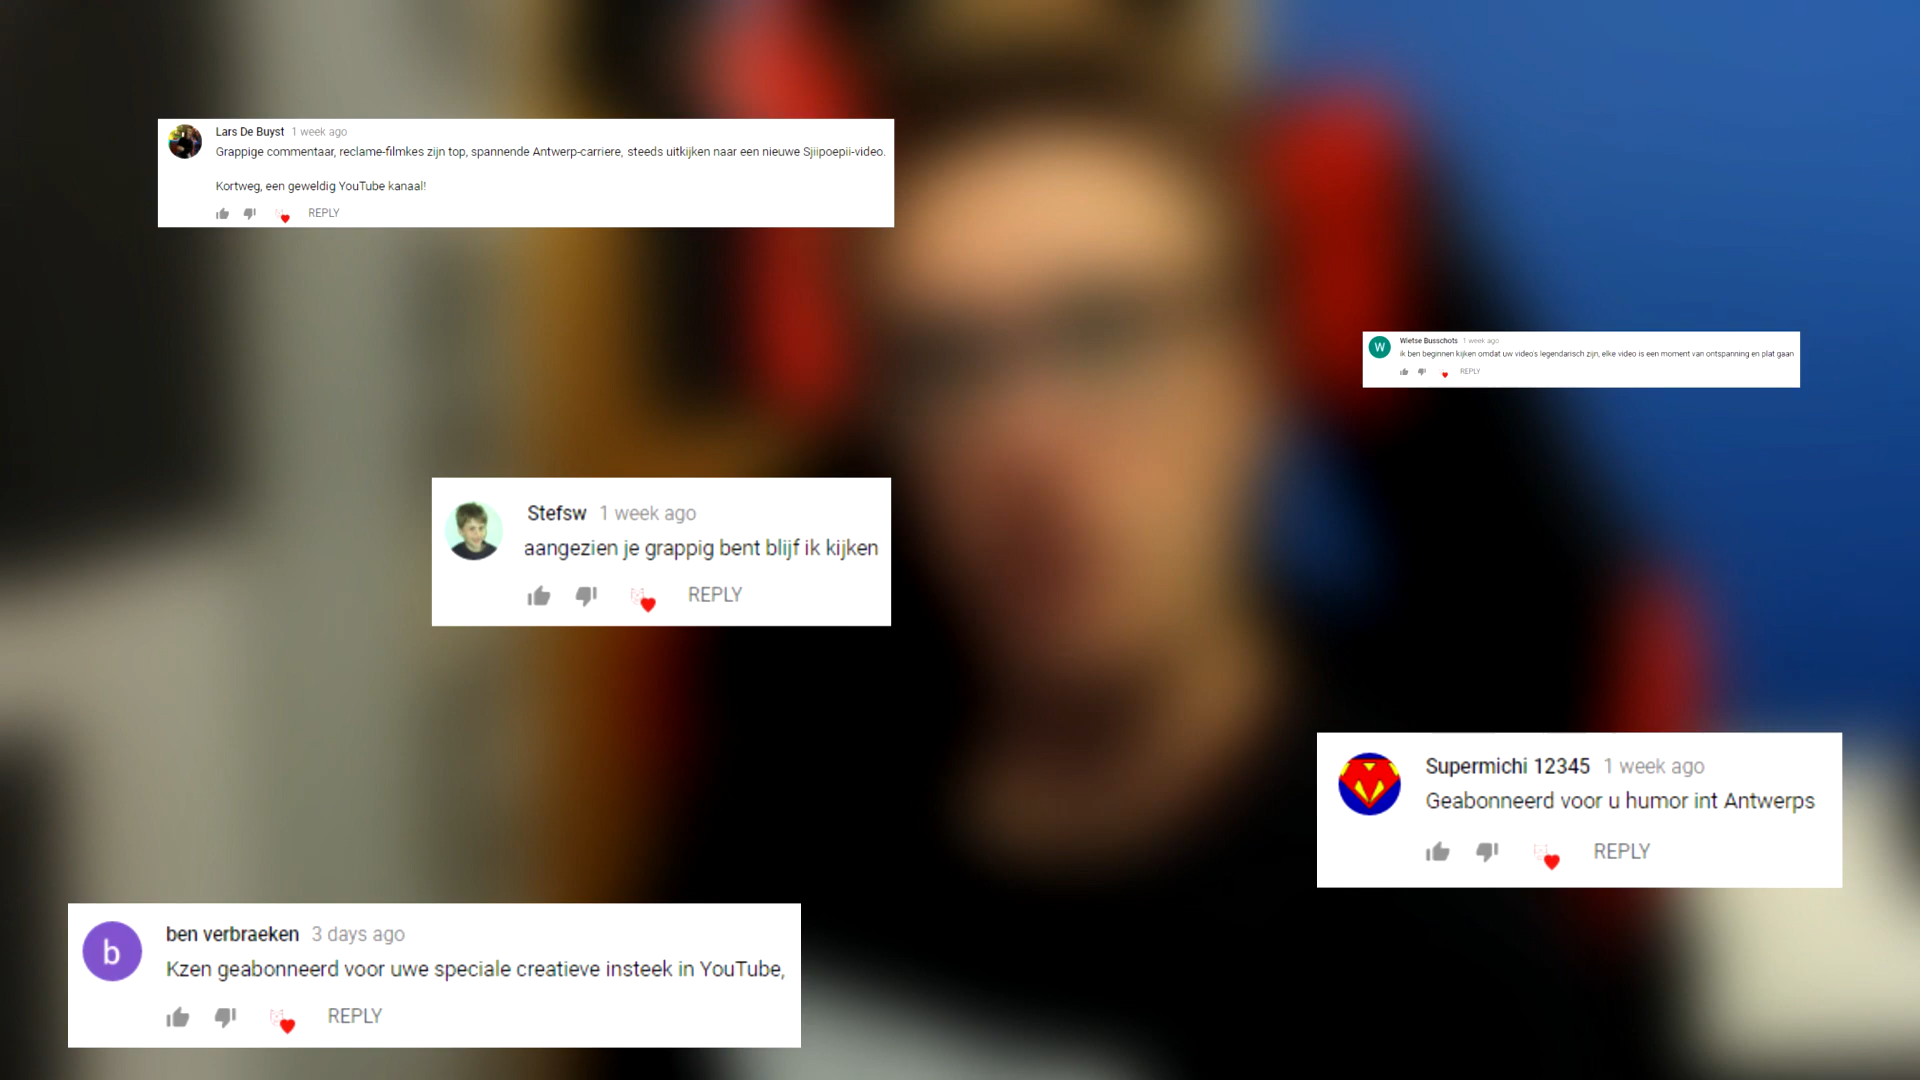 Lars De Buyst 1 week ago
Grappige commentaar, reclame-filmkes zijn top, spannende Antwerp-carriere, steeds uitkijken naar een nieuwe Sjiipoepii-video.
Kortweg, een geweldig YouTube kanaal!
REPLY
W
Wietse Busschots 1 week ago
ik ben beginnen kijken omdat uw video's legendarisch zijn, elke video is een moment van ontspanning en plat gaan
REPLY
Stefsw 1 week ago
aangezien je grappig bent blijf ik kijken
REPLY
Supermichi 12345 1 week ago
Geabonneerd voor u humor int Antwerps
REPLY
b
ben verbraeken 3 days ago
Kzen geabonneerd voor uwe speciale creatieve insteek in YouTube,
REPLY